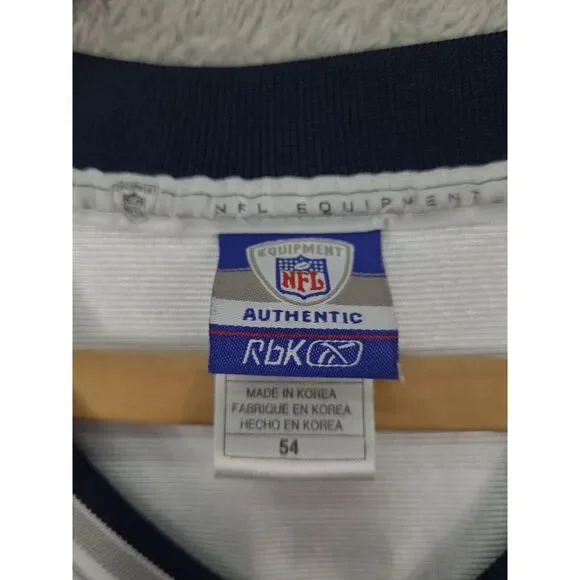 NFL EQUIPMENT
EQUIPMENT
NFL
AUTHENTIC
RbK
MADE IN KOREA
FABRIQUE EN KOREA
HECHO EN KOREA
54